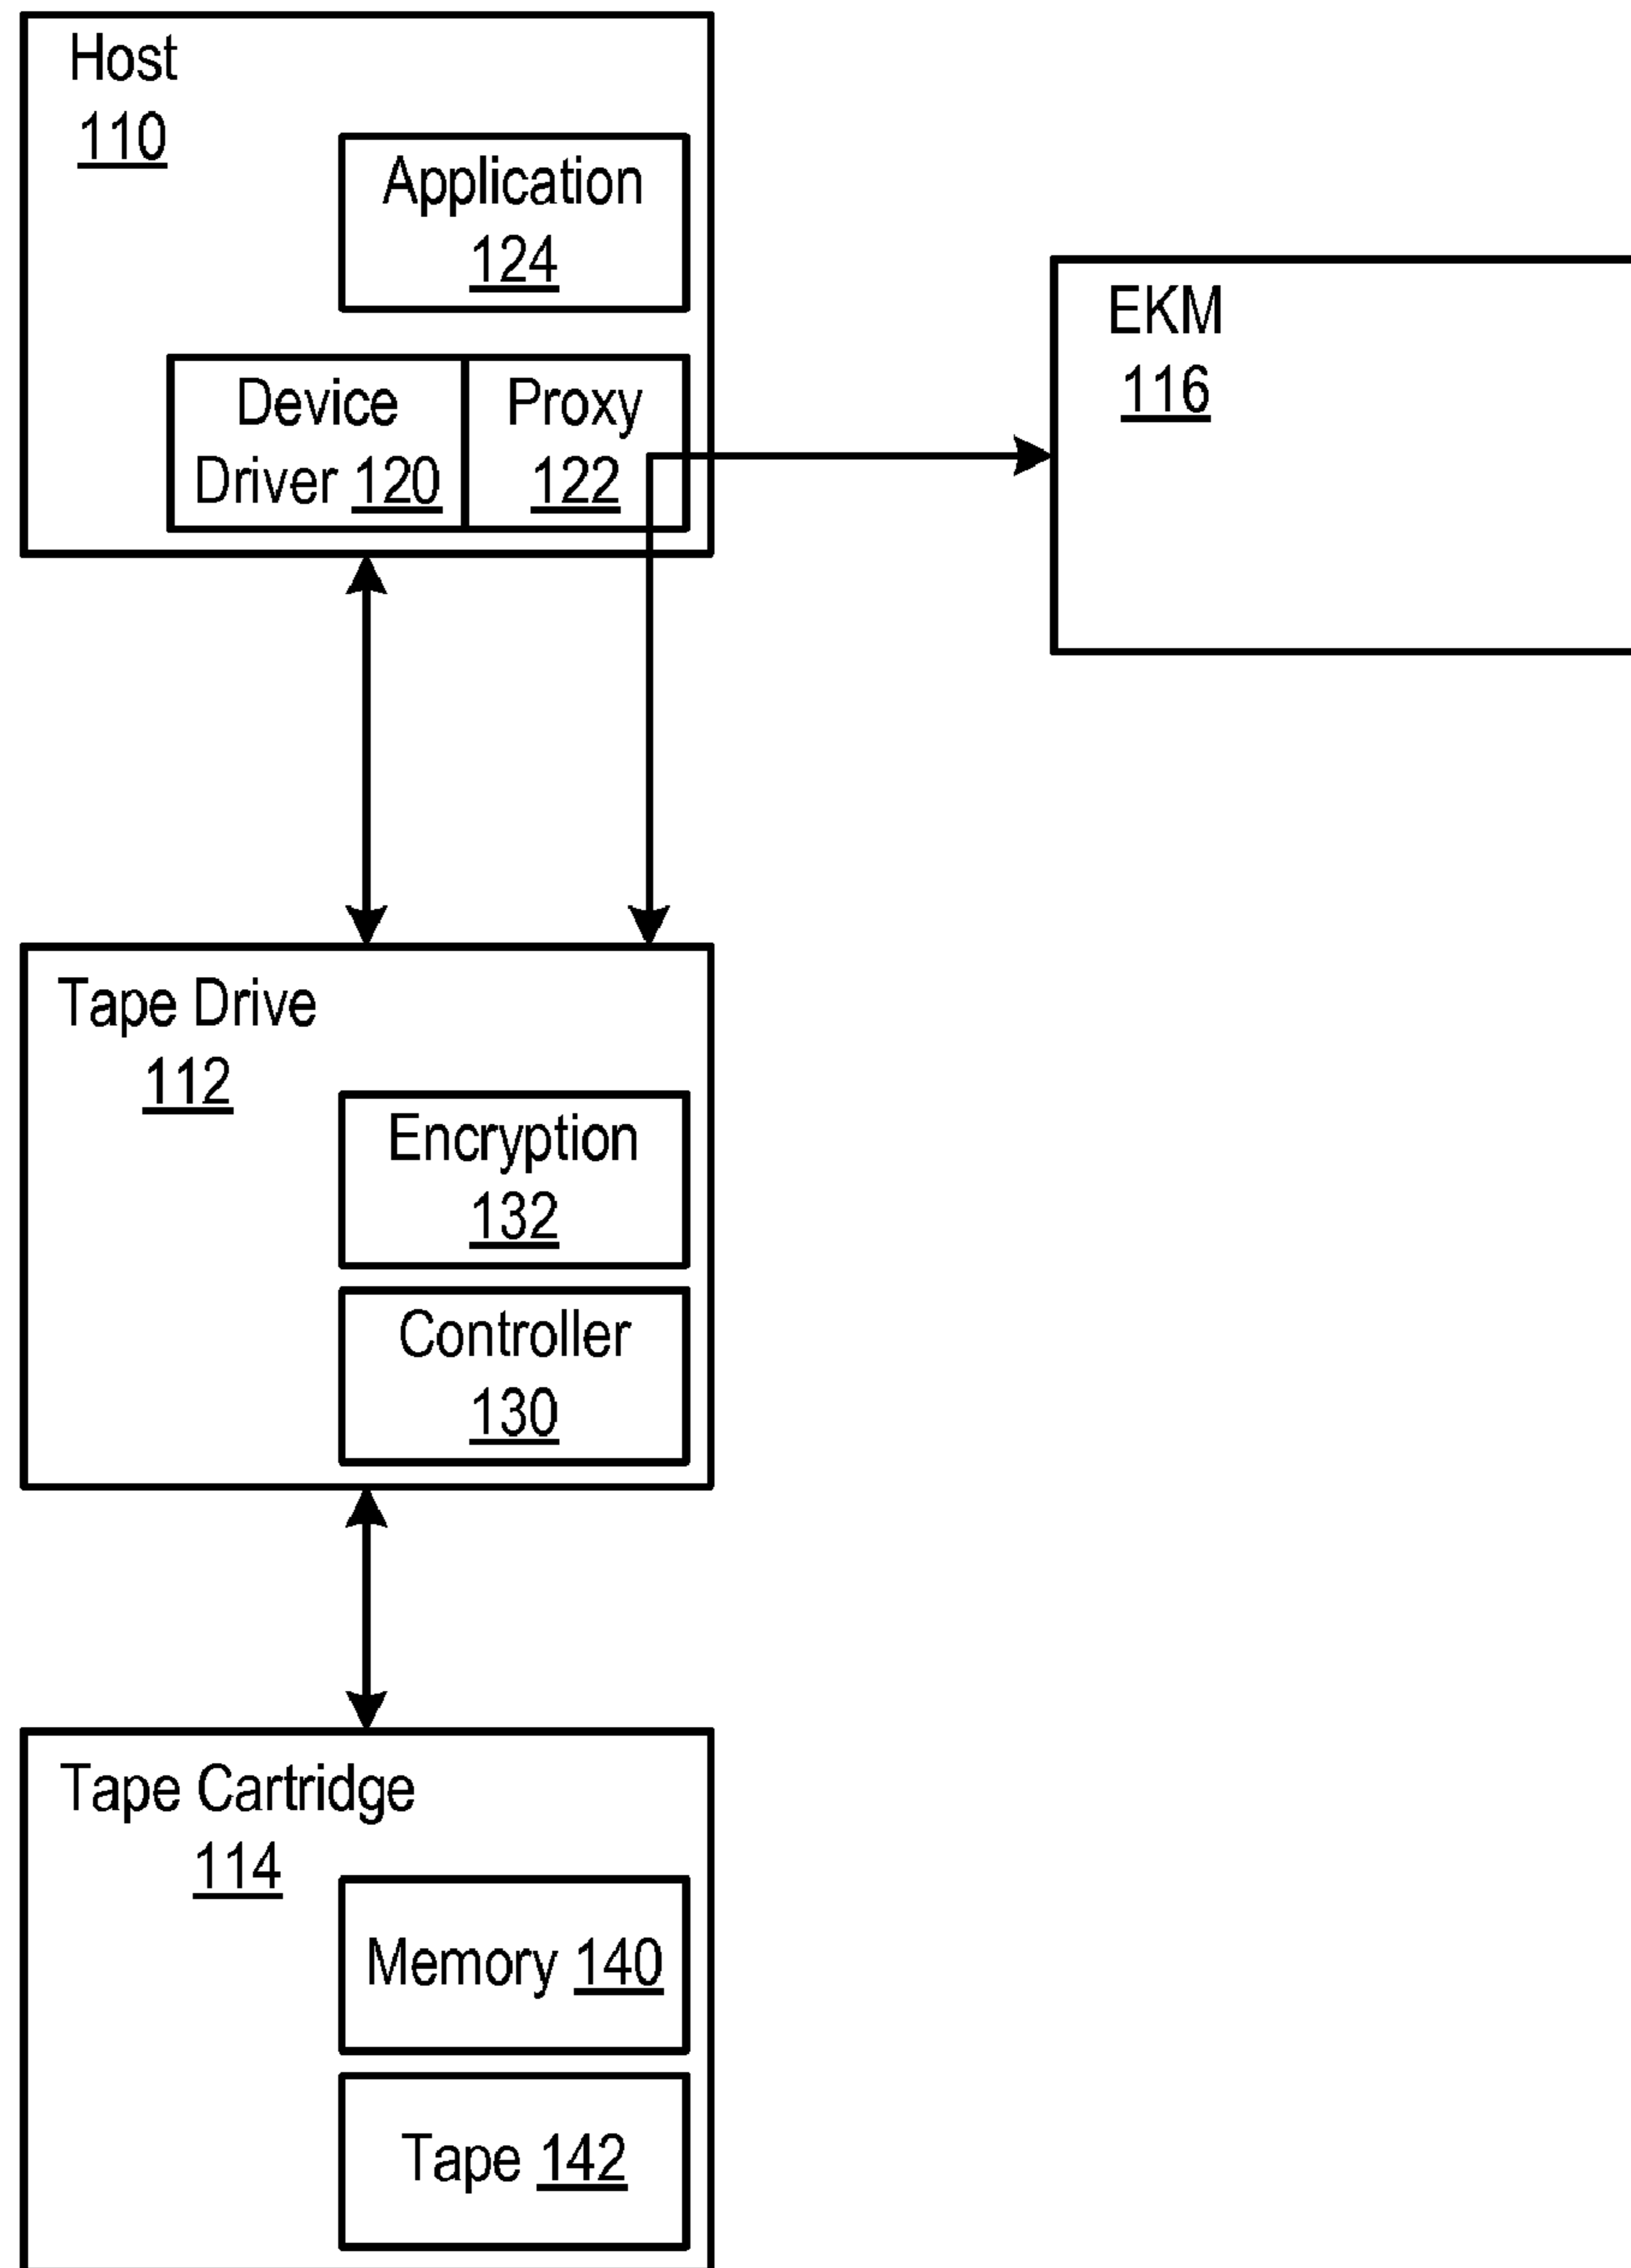 Host
110
Application
124
Device
Driver 120
Proxy
122
EKM
116
Tape Drive
112
Encryption
132
Controller
130
Tape Cartridge
114
Memory 140
Tape 142